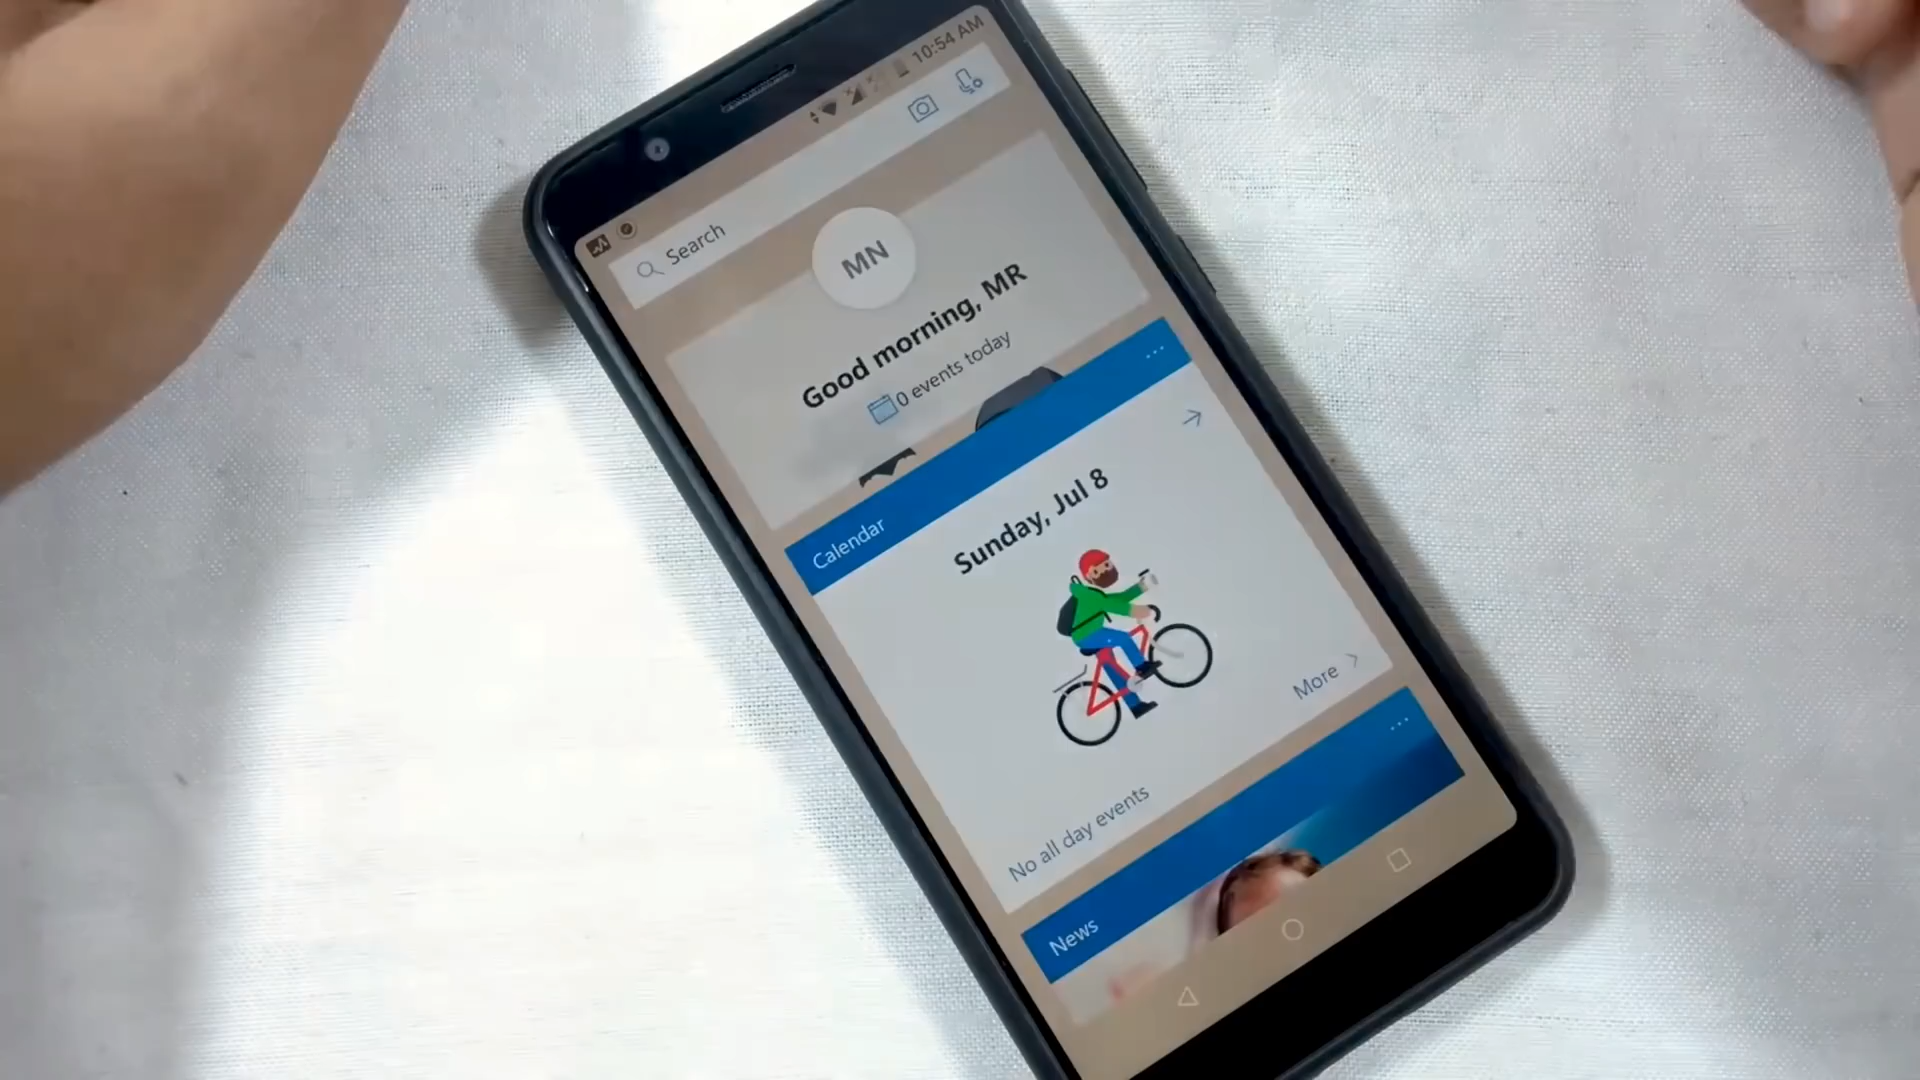 10:54 AM
Search
MN
Good morning, MR
0 events today
Calendar
Sunday, Jul 8
More
No all day events
News